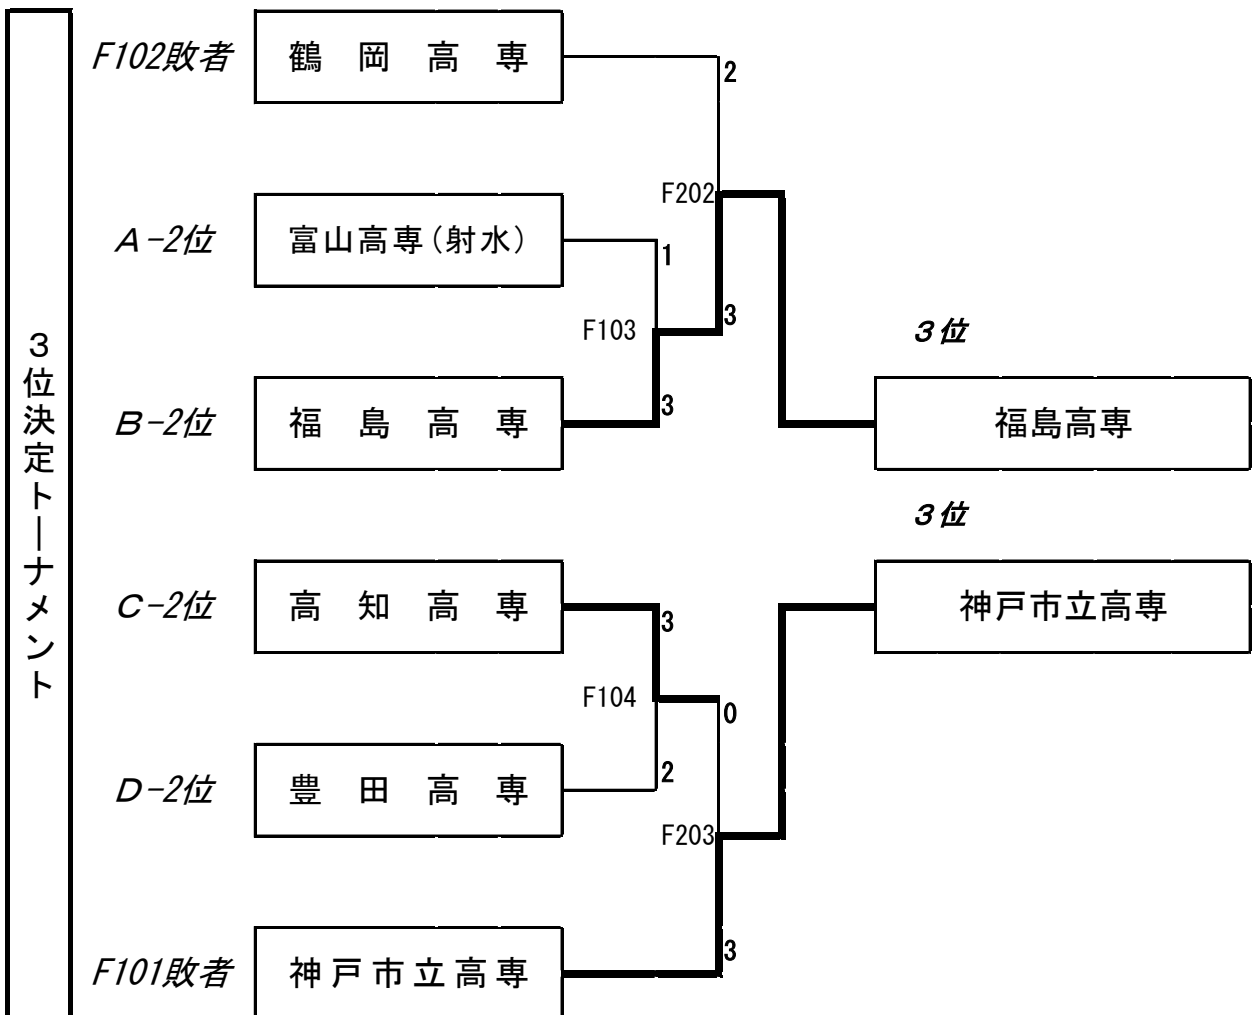 3位決定トーナメント
F102敗者
鶴岡高専
2
F202
A-2位
富山高専(射水)
1
F103
3
3位
B-2位
福島高専
3
福島高専
3位
C-2位
高知高専
3
神戸市立高専
F104
0
D-2位
豊田高専
2
F203
3
F101敗者
神戸市立高専